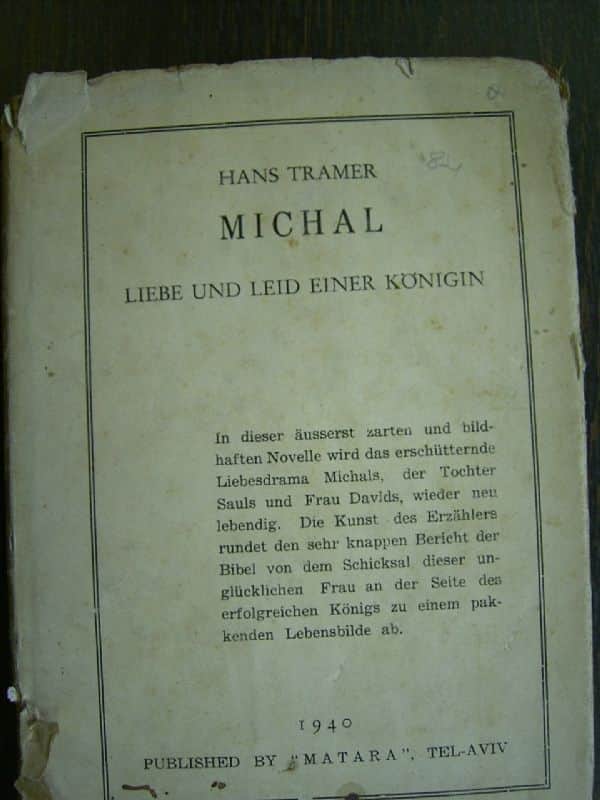 HANS TRAMER
MICHAL
LIEBE UND LEID EINER KÖNIGIN
In dieser äusserst zarten und bild-
haften Novelle wird das erschütternde
Liebesdrama Michals, der Tochter
Sauls und Frau Davids, wieder neu
lebendig. Die Kunst des Erzählers
rundet den sehr knappen Bericht der
Bibel von dem Schicksal dieser un-
glücklichen Frau an der Seite des
erfolgreichen Königs zu einem pak-
kenden Lebensbilde ab.
1940
PUBLISHED BY "MATARA", TEL-AVIV